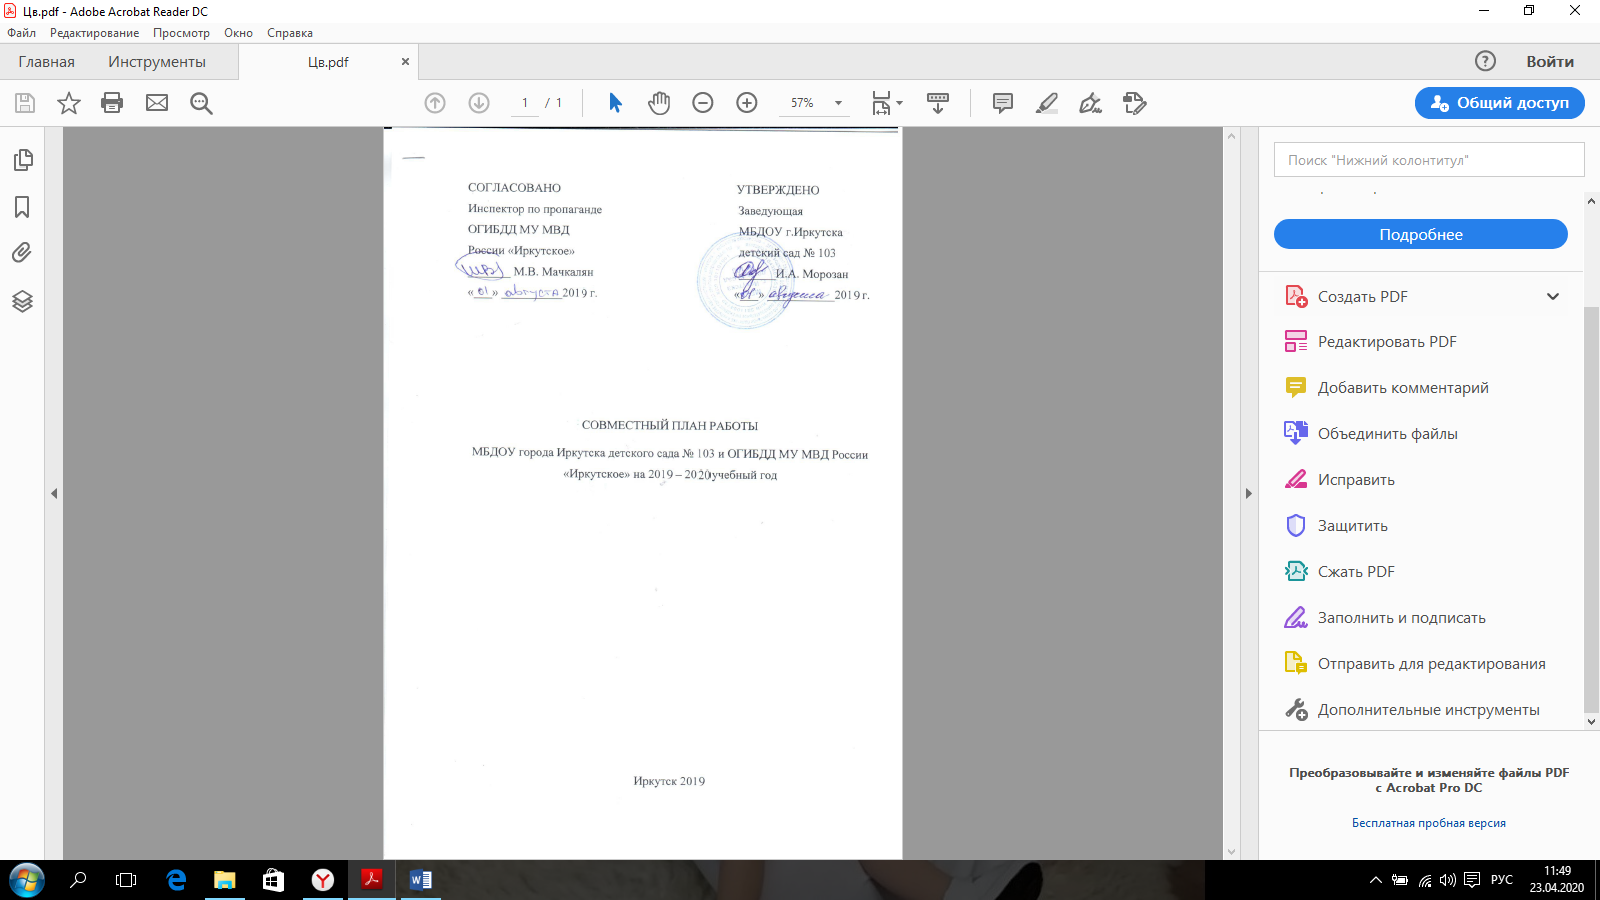 Цв.pdf - Adobe Acrobat Reader DC
Файл Редактирование Просмотр Окно Справка
Главная Инструменты Цв.pdf × ? Войти
1 / 1 57% Общий доступ
СОГЛАСОВАНО
Инспектор по пропаганде
ОГИБДД МУ МВД
России «Иркутское»
М.В. Мачкалян
«01» августа 2019 г.
УТВЕРЖДЕНО
Заведующая
МБДОУ г.Иркутска
детский сад № 103
И.А. Морозан
«01» августа 2019 г.
СОВМЕСТНЫЙ ПЛАН РАБОТЫ
МБДОУ города Иркутска детского сада № 103 и ОГИБДД МУ МВД России
«Иркутское» на 2019 – 2020 учебный год
Иркутск 2019
Поиск "Нижний колонтитул"
Подробнее
Создать PDF
Редактировать PDF
Добавить комментарий
Объединить файлы
Исправить
Защитить
Сжать PDF
Заполнить и подписать
Отправить для редактирования
Дополнительные инструменты
Преобразовывайте и изменяйте файлы PDF
с Acrobat Pro DC
Бесплатная пробная версия
РУС
11:49
23.04.2020